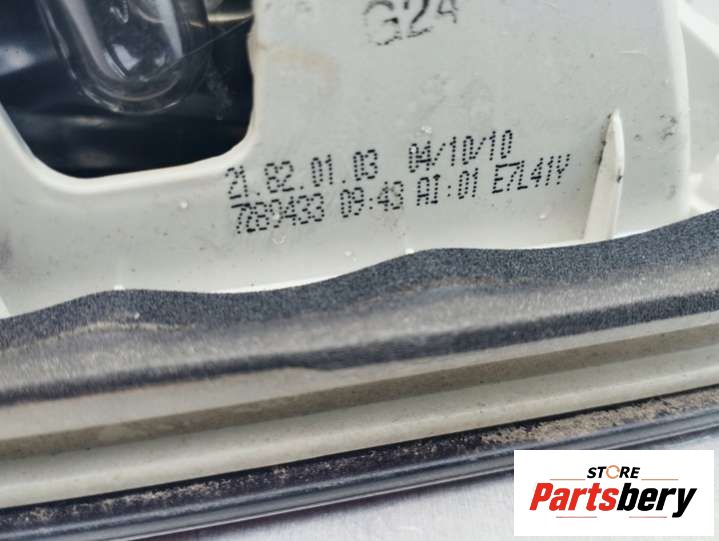 G24
21.82.01.03 04/10/10
7289433 09:43 AI:01 E7L41Y
STORE
Partsbery